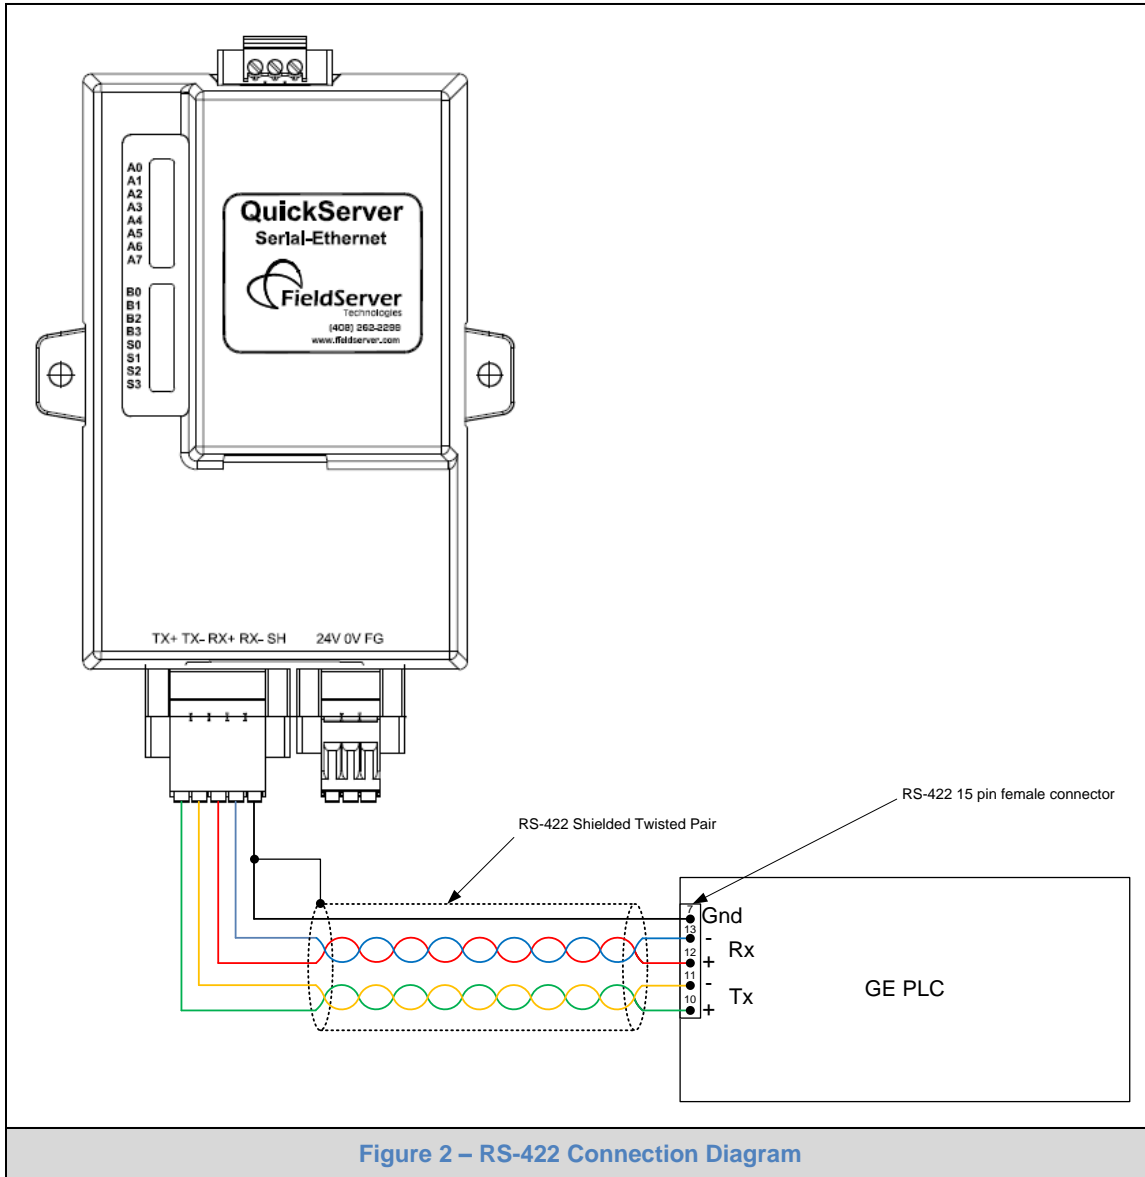 A0
A1
A2
A3
A4
A5
A6
A7
B0
B1
B2
B3
S0
S1
S2
S3
QuickServer
Serial-Ethernet
FieldServer
Technologies
(408) 262-2299
www.fieldserver.com
TX+ TX- RX+ RX- SH 24V 0V FG
RS-422 15 pin female connector
RS-422 Shielded Twisted Pair
7 Gnd
13 -
Rx
12 +
11 -
Tx
10 +
GE PLC
Figure 2 – RS-422 Connection Diagram